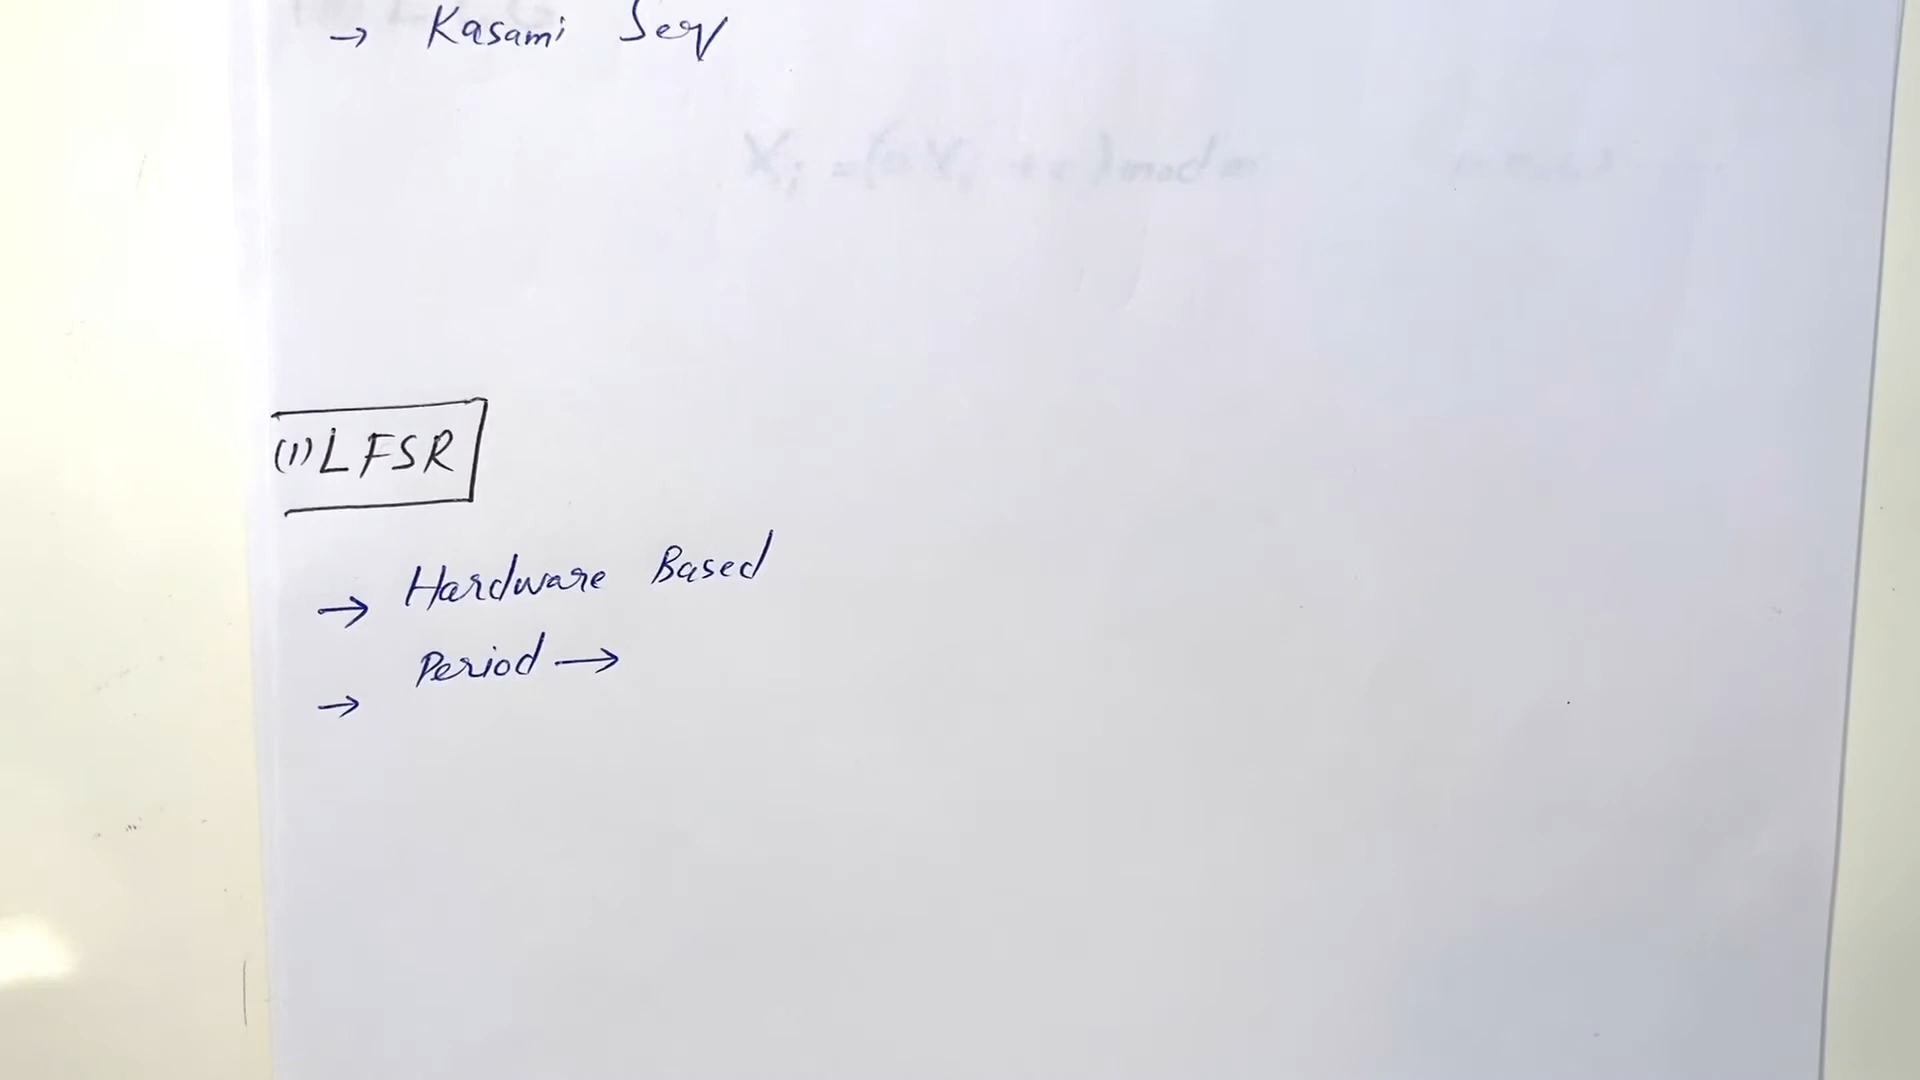 → Kasami Seq
(1) LFSR
→ Hardware Based
→ Period →